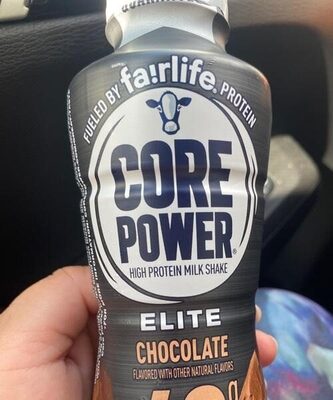 FUELED BY fairlife. PROTEIN
CORE
POWER®
HIGH PROTEIN MILK SHAKE
ELITE
CHOCOLATE
FLAVORED WITH OTHER NATURAL FLAVORS